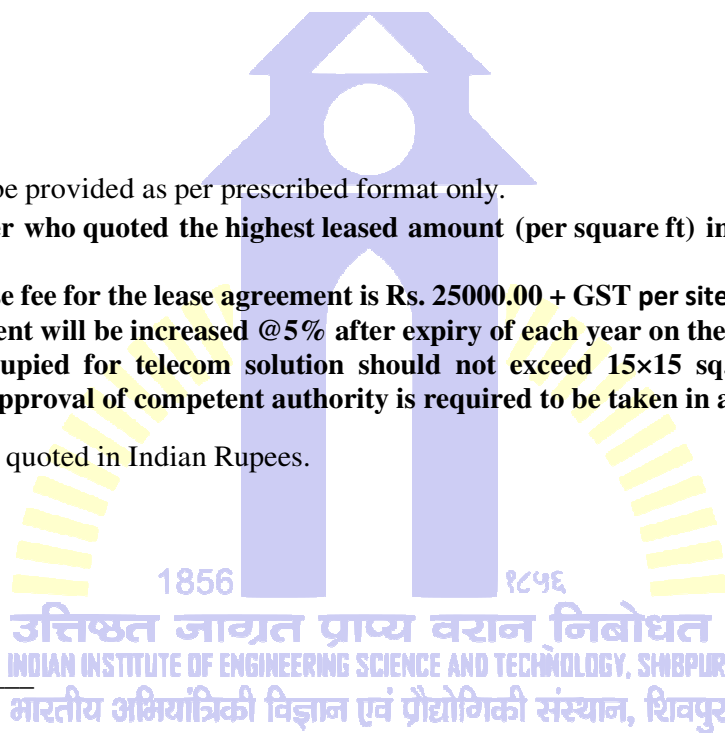 be provided as per prescribed format only.
er who quoted the highest leased amount (per square ft) in
se fee for the lease agreement is Rs. 25000.00 + GST per site
ent will be increased @5% after expiry of each year on the
cupied for telecom solution should not exceed 15×15 sq.
approval of competent authority is required to be taken in a
quoted in Indian Rupees.
1856 १८५६
उत्तिष्ठत जाग्रत प्राप्य वरान निबोधत
INDIAN INSTITUTE OF ENGINEERING SCIENCE AND TECHNOLOGY, SHIBPUR
भारतीय अभियांत्रिकी विज्ञान एवं प्रौद्योगिकी संस्थान, शिवपुर